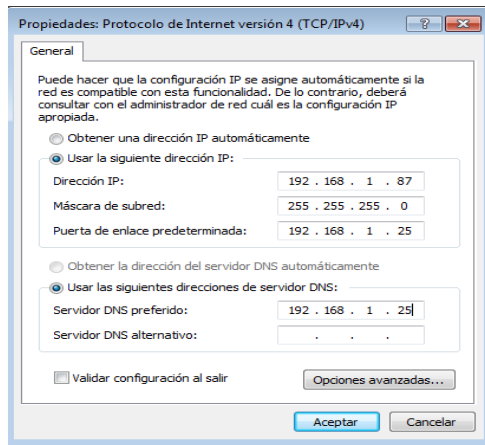 Propiedades: Protocolo de Internet versión 4 (TCP/IPv4)
General
Puede hacer que la configuración IP se asigne automáticamente si la
red es compatible con esta funcionalidad. De lo contrario, deberá
consultar con el administrador de red cuál es la configuración IP
apropiada.
Obtener una dirección IP automáticamente
Usar la siguiente dirección IP:
Dirección IP: 192 . 168 . 1 . 87
Máscara de subred: 255 . 255 . 255 . 0
Puerta de enlace predeterminada: 192 . 168 . 1 . 25
Obtener la dirección del servidor DNS automáticamente
Usar las siguientes direcciones de servidor DNS:
Servidor DNS preferido: 192 . 168 . 1 . 25
Servidor DNS alternativo: . . .
Validar configuración al salir
Opciones avanzadas...
Aceptar
Cancelar